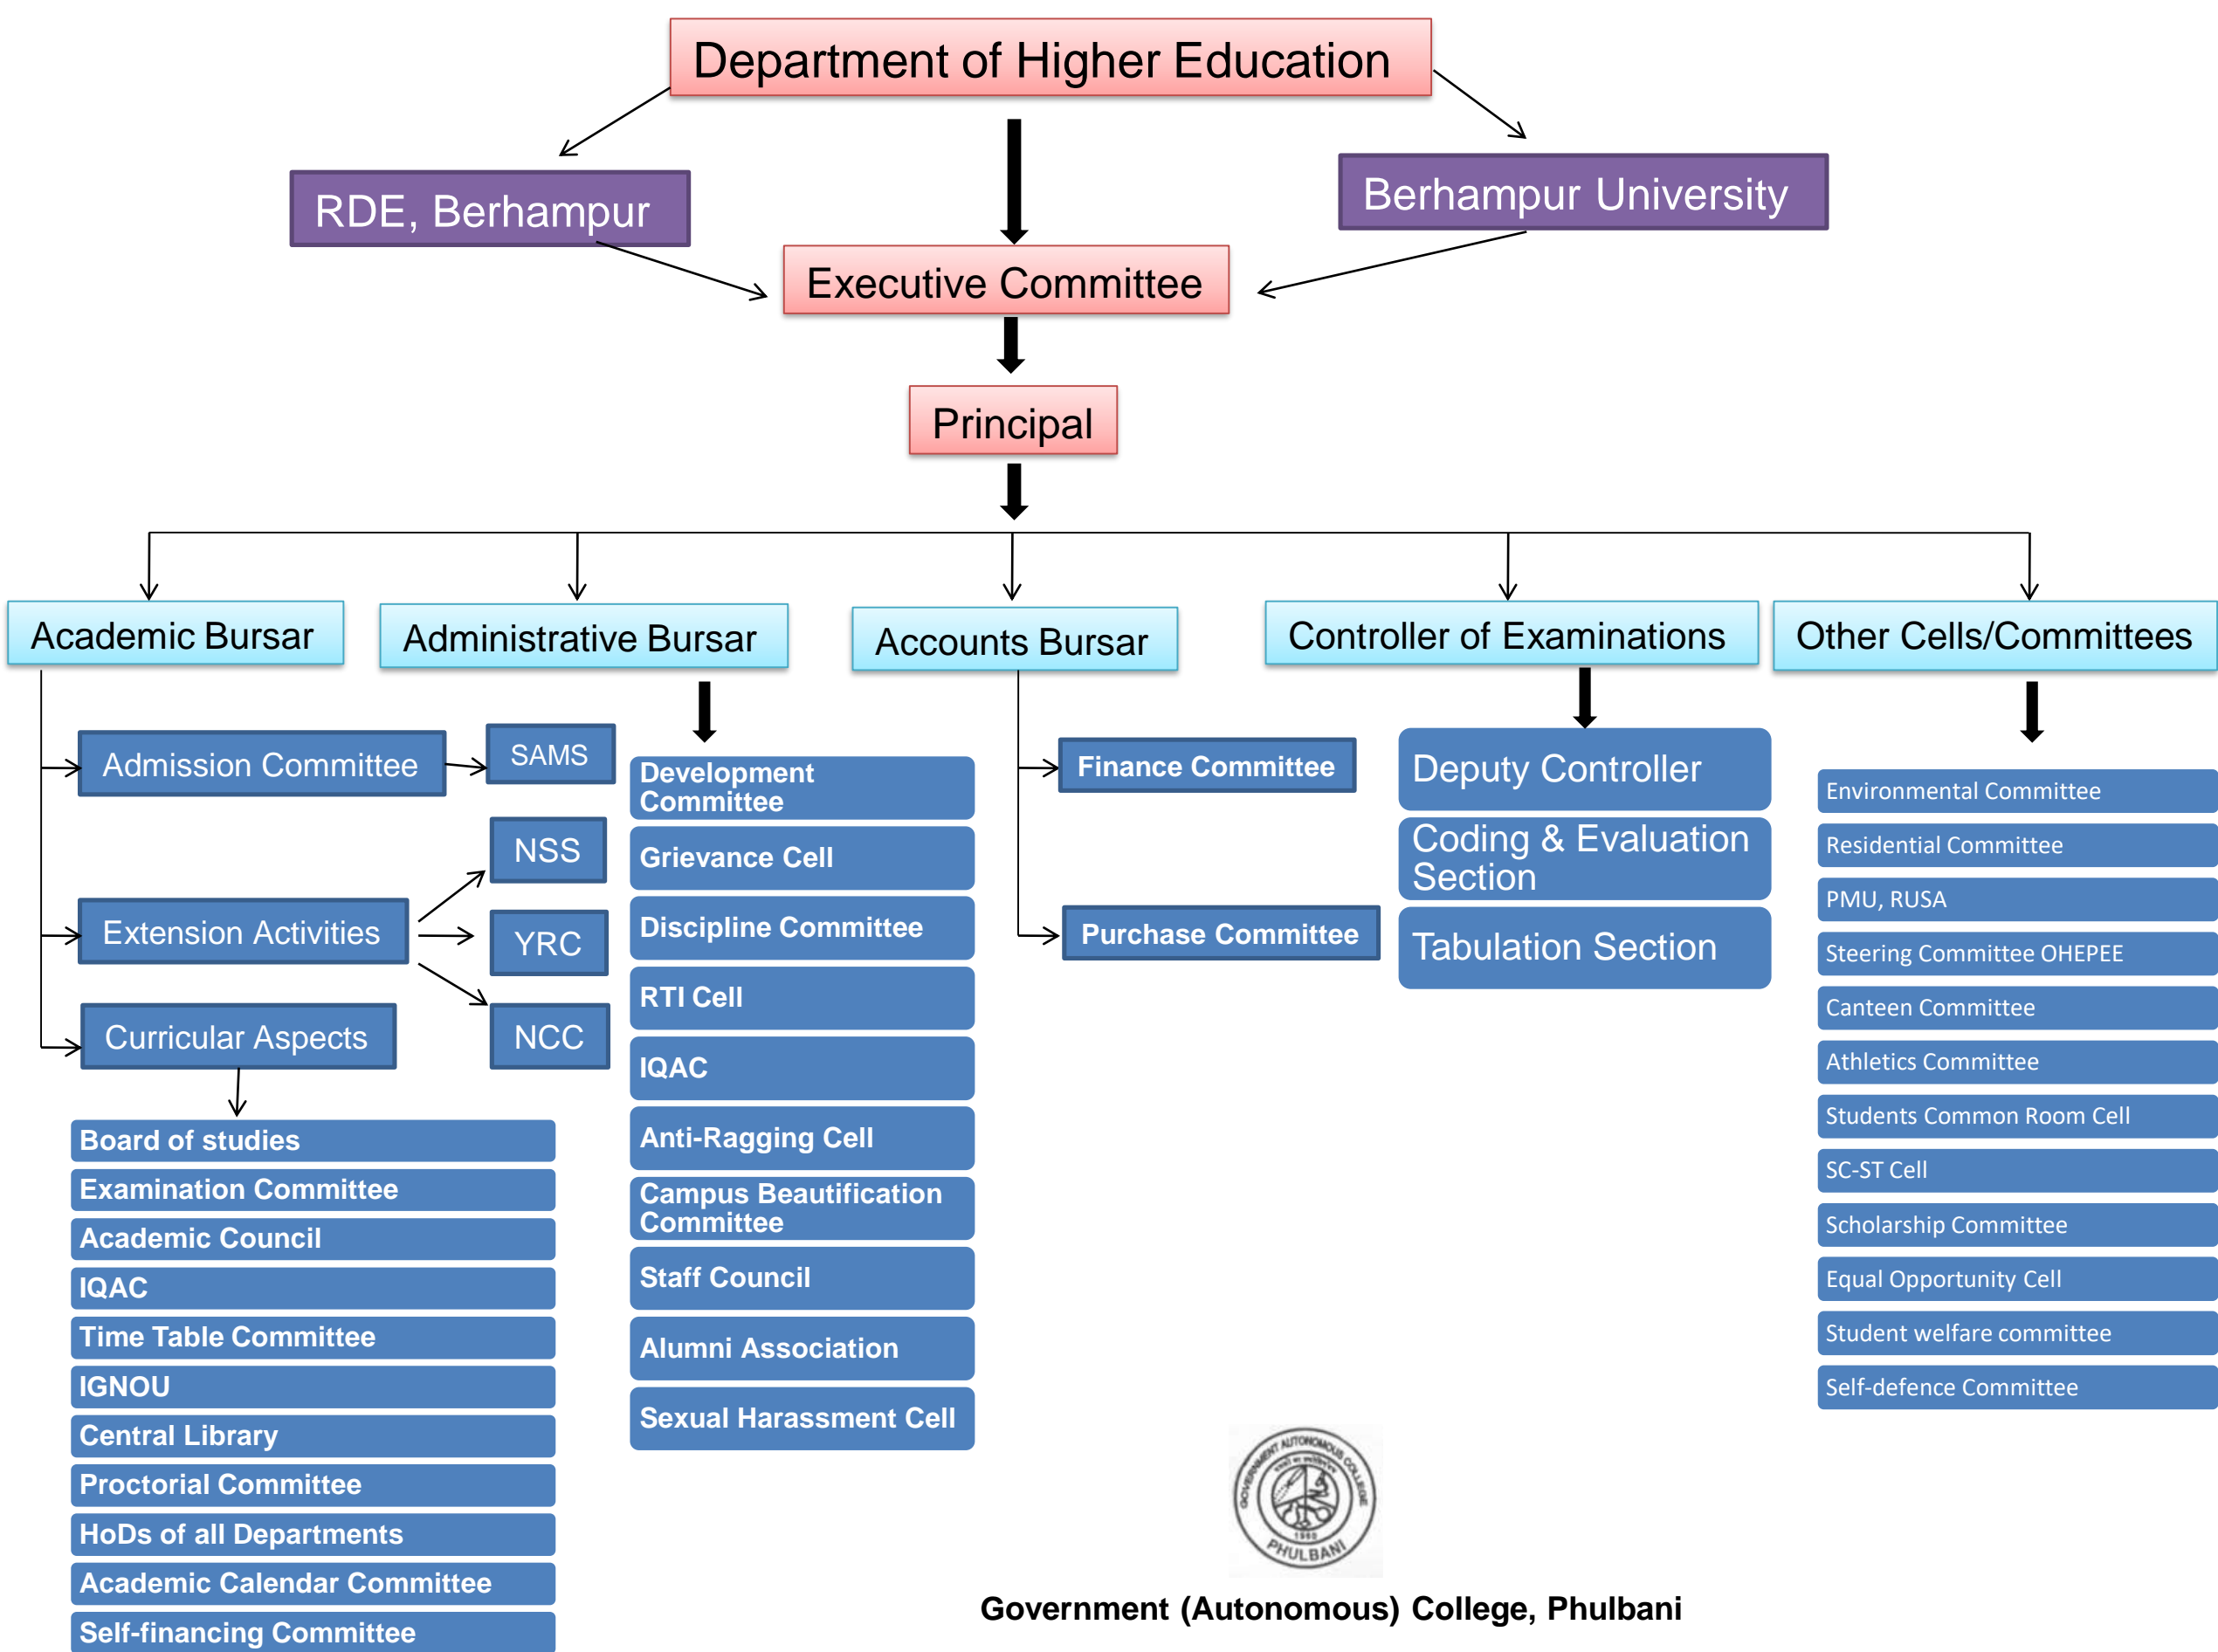 Department of Higher Education
RDE, Berhampur
Berhampur University
Executive Committee
Principal
Academic Bursar
Administrative Bursar
Accounts Bursar
Controller of Examinations
Other Cells/Committees
Admission Committee
SAMS
Extension Activities
NSS
YRC
NCC
Curricular Aspects
Board of studies
Examination Committee
Academic Council
IQAC
Time Table Committee
IGNOU
Central Library
Proctorial Committee
HoDs of all Departments
Academic Calendar Committee
Self-financing Committee
Development
Committee
Grievance Cell
Discipline Committee
RTI Cell
IQAC
Anti-Ragging Cell
Campus Beautification
Committee
Staff Council
Alumni Association
Sexual Harassment Cell
Finance Committee
Purchase Committee
Deputy Controller
Coding & Evaluation
Section
Tabulation Section
Environmental Committee
Residential Committee
PMU, RUSA
Steering Committee OHEPEE
Canteen Committee
Athletics Committee
Students Common Room Cell
SC-ST Cell
Scholarship Committee
Equal Opportunity Cell
Student welfare committee
Self-defence Committee
GOVERNMENT AUTONOMOUS COLLEGE
1960
PHULBANI
Government (Autonomous) College, Phulbani